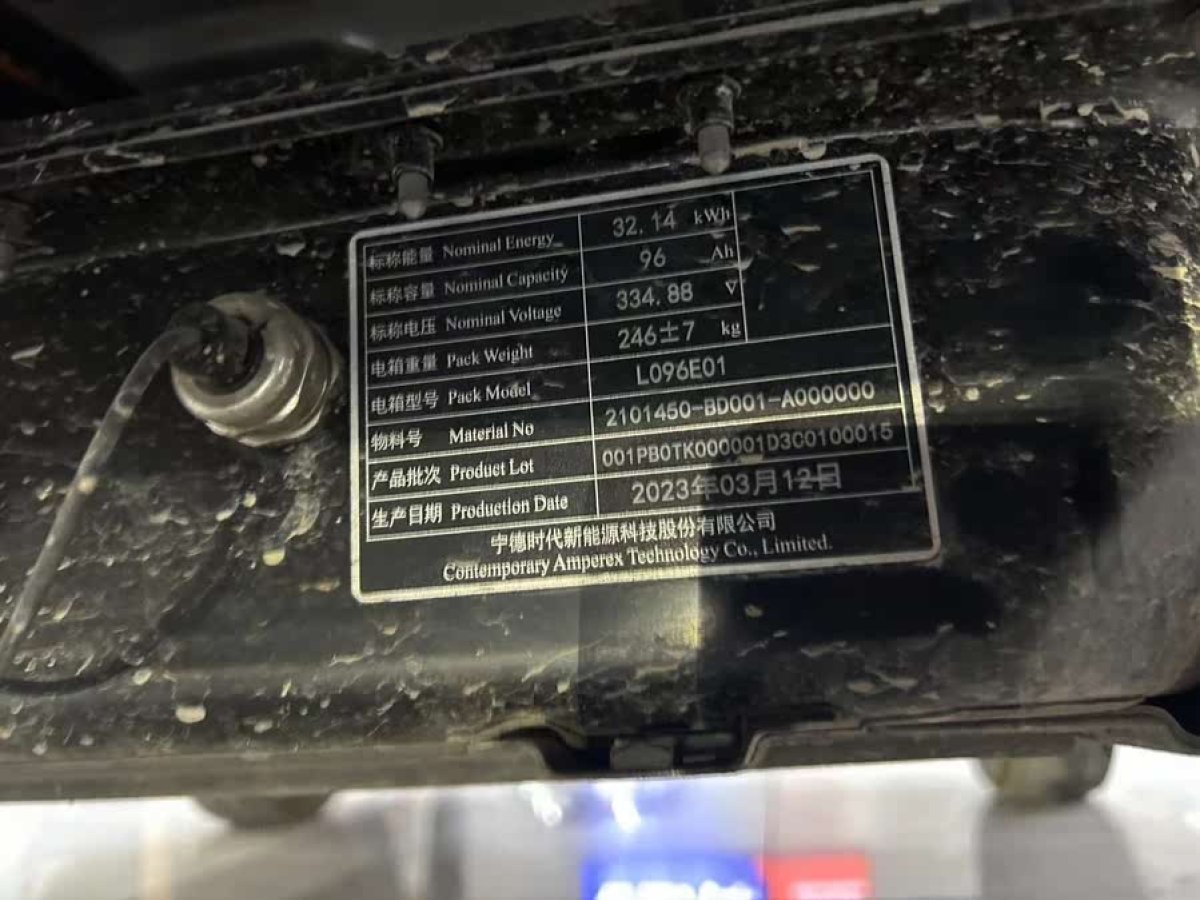 标称能量 Nominal Energy 32.14 kWh
标称容量 Nominal Capacity 96 Ah
标称电压 Nominal Voltage 334.88 V
电箱重量 Pack Weight 246±7 kg
电箱型号 Pack Model L096E01
物料号 Material No 2101450-BD001-A000000
产品批次 Product Lot 001PB0TK000001D3C0100015
生产日期 Production Date 2023年03月12日
宁德时代新能源科技股份有限公司
Contemporary Amperex Technology Co., Limited.